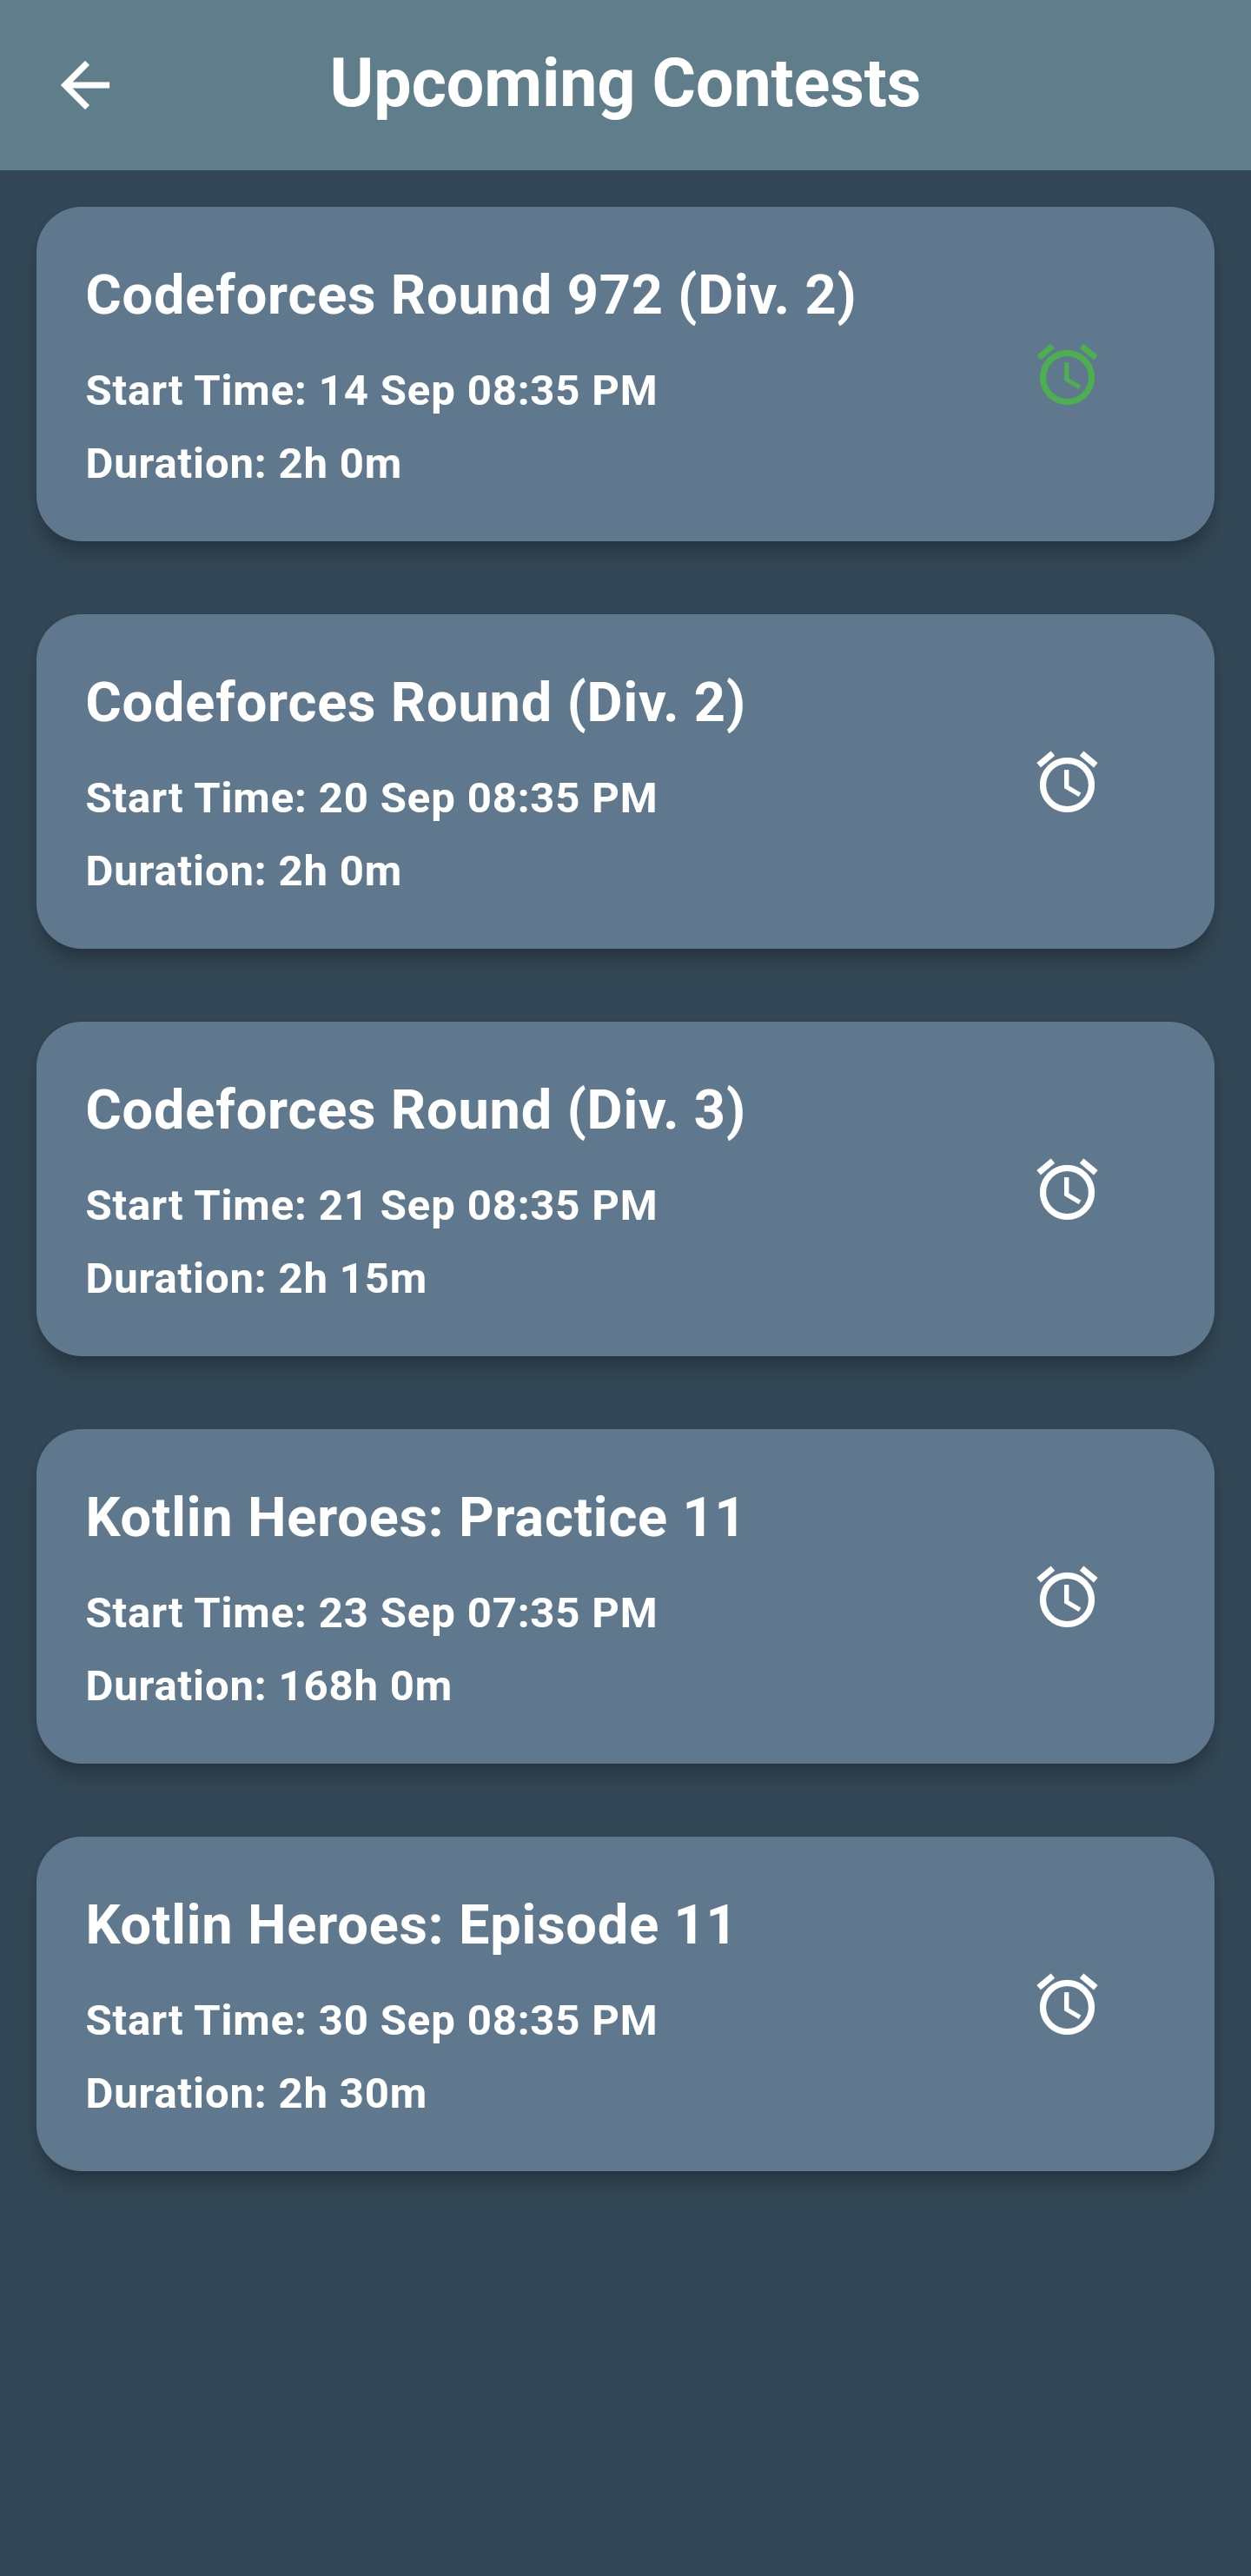 Upcoming Contests
Codeforces Round 972 (Div. 2)
Start Time: 14 Sep 08:35 PM
Duration: 2h 0m
Codeforces Round (Div. 2)
Start Time: 20 Sep 08:35 PM
Duration: 2h 0m
Codeforces Round (Div. 3)
Start Time: 21 Sep 08:35 PM
Duration: 2h 15m
Kotlin Heroes: Practice 11
Start Time: 23 Sep 07:35 PM
Duration: 168h 0m
Kotlin Heroes: Episode 11
Start Time: 30 Sep 08:35 PM
Duration: 2h 30m